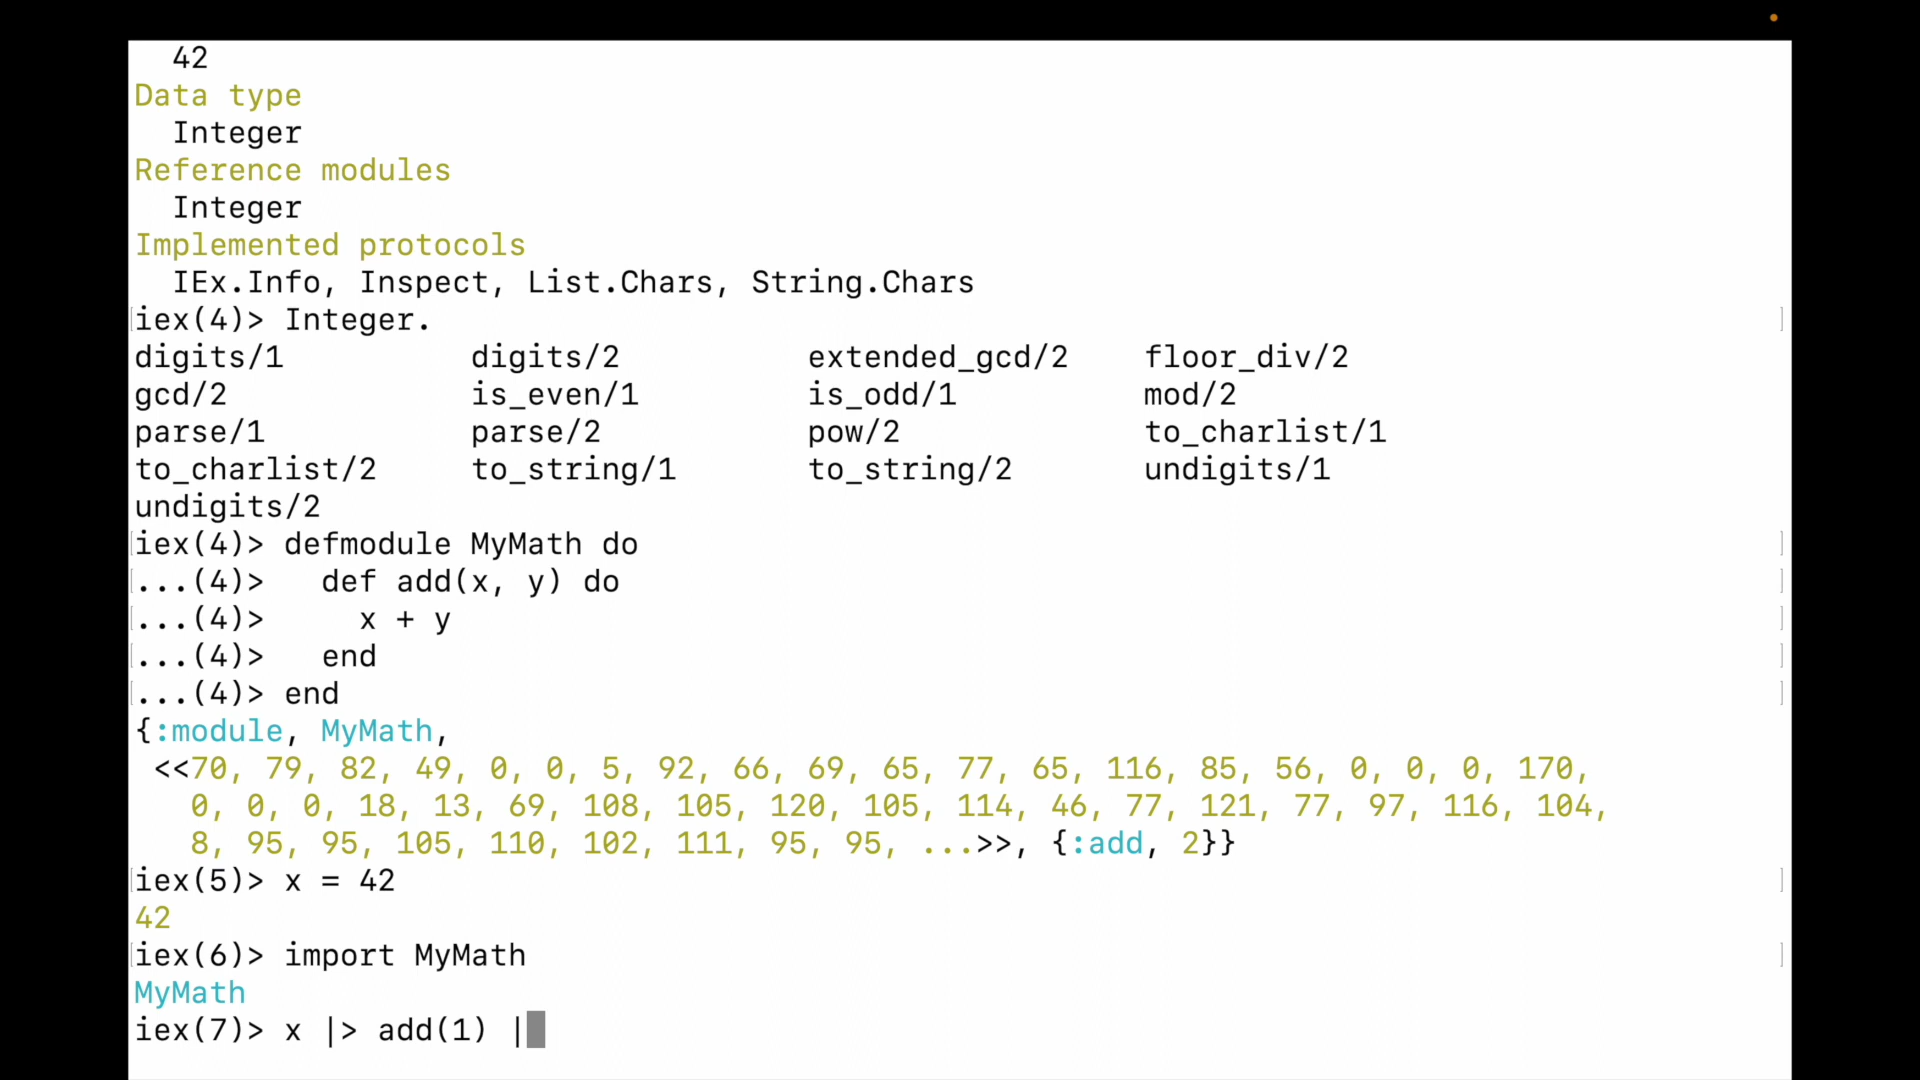 42
Data type
Integer
Reference modules
Integer
Implemented protocols
IEx.Info, Inspect, List.Chars, String.Chars
iex(4)> Integer.
digits/1 digits/2 extended_gcd/2 floor_div/2
gcd/2 is_even/1 is_odd/1 mod/2
parse/1 parse/2 pow/2 to_charlist/1
to_charlist/2 to_string/1 to_string/2 undigits/1
undigits/2
iex(4)> defmodule MyMath do
...(4)>   def add(x, y) do
...(4)>     x + y
...(4)>   end
...(4)> end
{:module, MyMath,
 <<70, 79, 82, 49, 0, 0, 5, 92, 66, 69, 65, 77, 65, 116, 85, 56, 0, 0, 0, 170,
   0, 0, 0, 18, 13, 69, 108, 105, 120, 105, 114, 46, 77, 121, 77, 97, 116, 104,
   8, 95, 95, 105, 110, 102, 111, 95, 95, ...>>, {:add, 2}}
iex(5)> x = 42
42
iex(6)> import MyMath
MyMath
iex(7)> x |> add(1) |